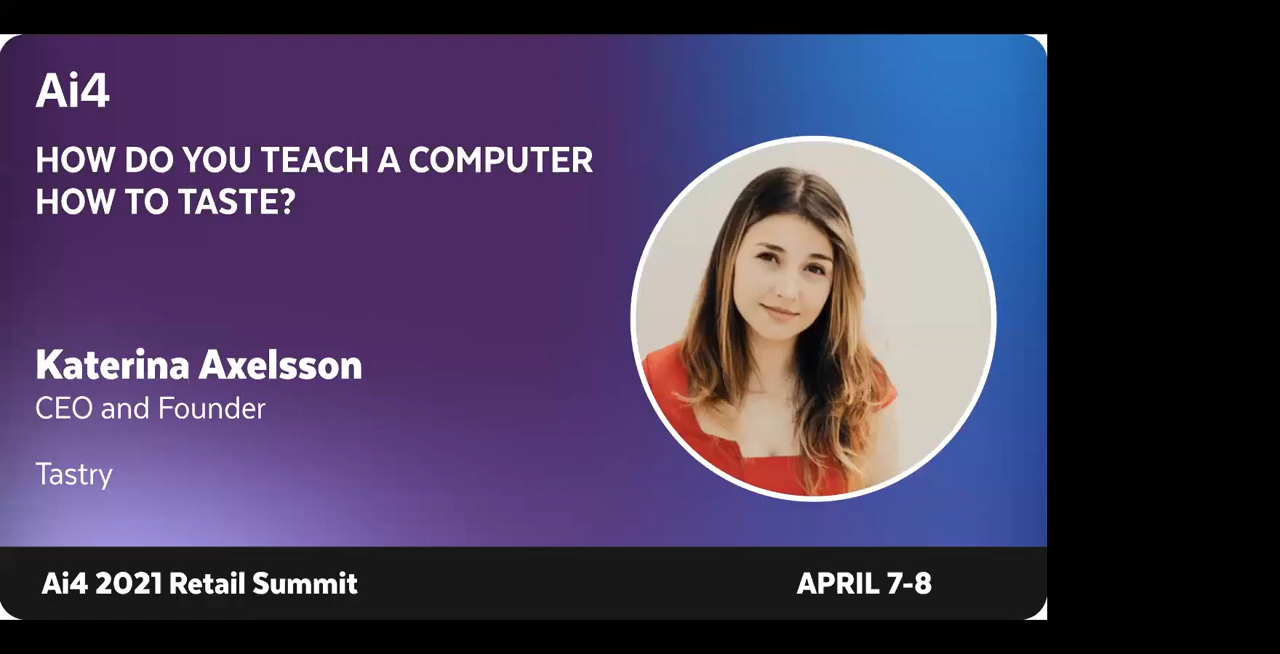 Ai4
HOW DO YOU TEACH A COMPUTER
HOW TO TASTE?
Katerina Axelsson
CEO and Founder
Tastry
Ai4 2021 Retail Summit
APRIL 7-8